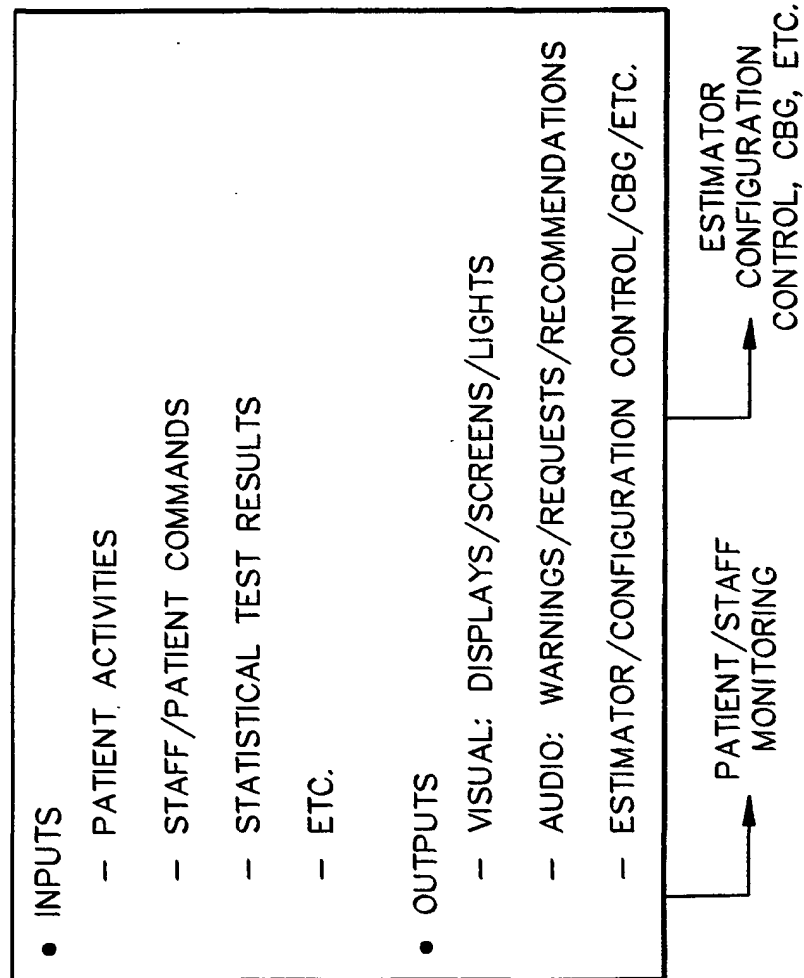 • INPUTS
– PATIENT ACTIVITIES
– STAFF/PATIENT COMMANDS
– STATISTICAL TEST RESULTS
– ETC.
• OUTPUTS
– VISUAL: DISPLAYS/SCREENS/LIGHTS
– AUDIO: WARNINGS/REQUESTS/RECOMMENDATIONS
– ESTIMATOR/CONFIGURATION CONTROL/CBG/ETC.
PATIENT/STAFF
MONITORING
ESTIMATOR
CONFIGURATION
CONTROL, CBG, ETC.